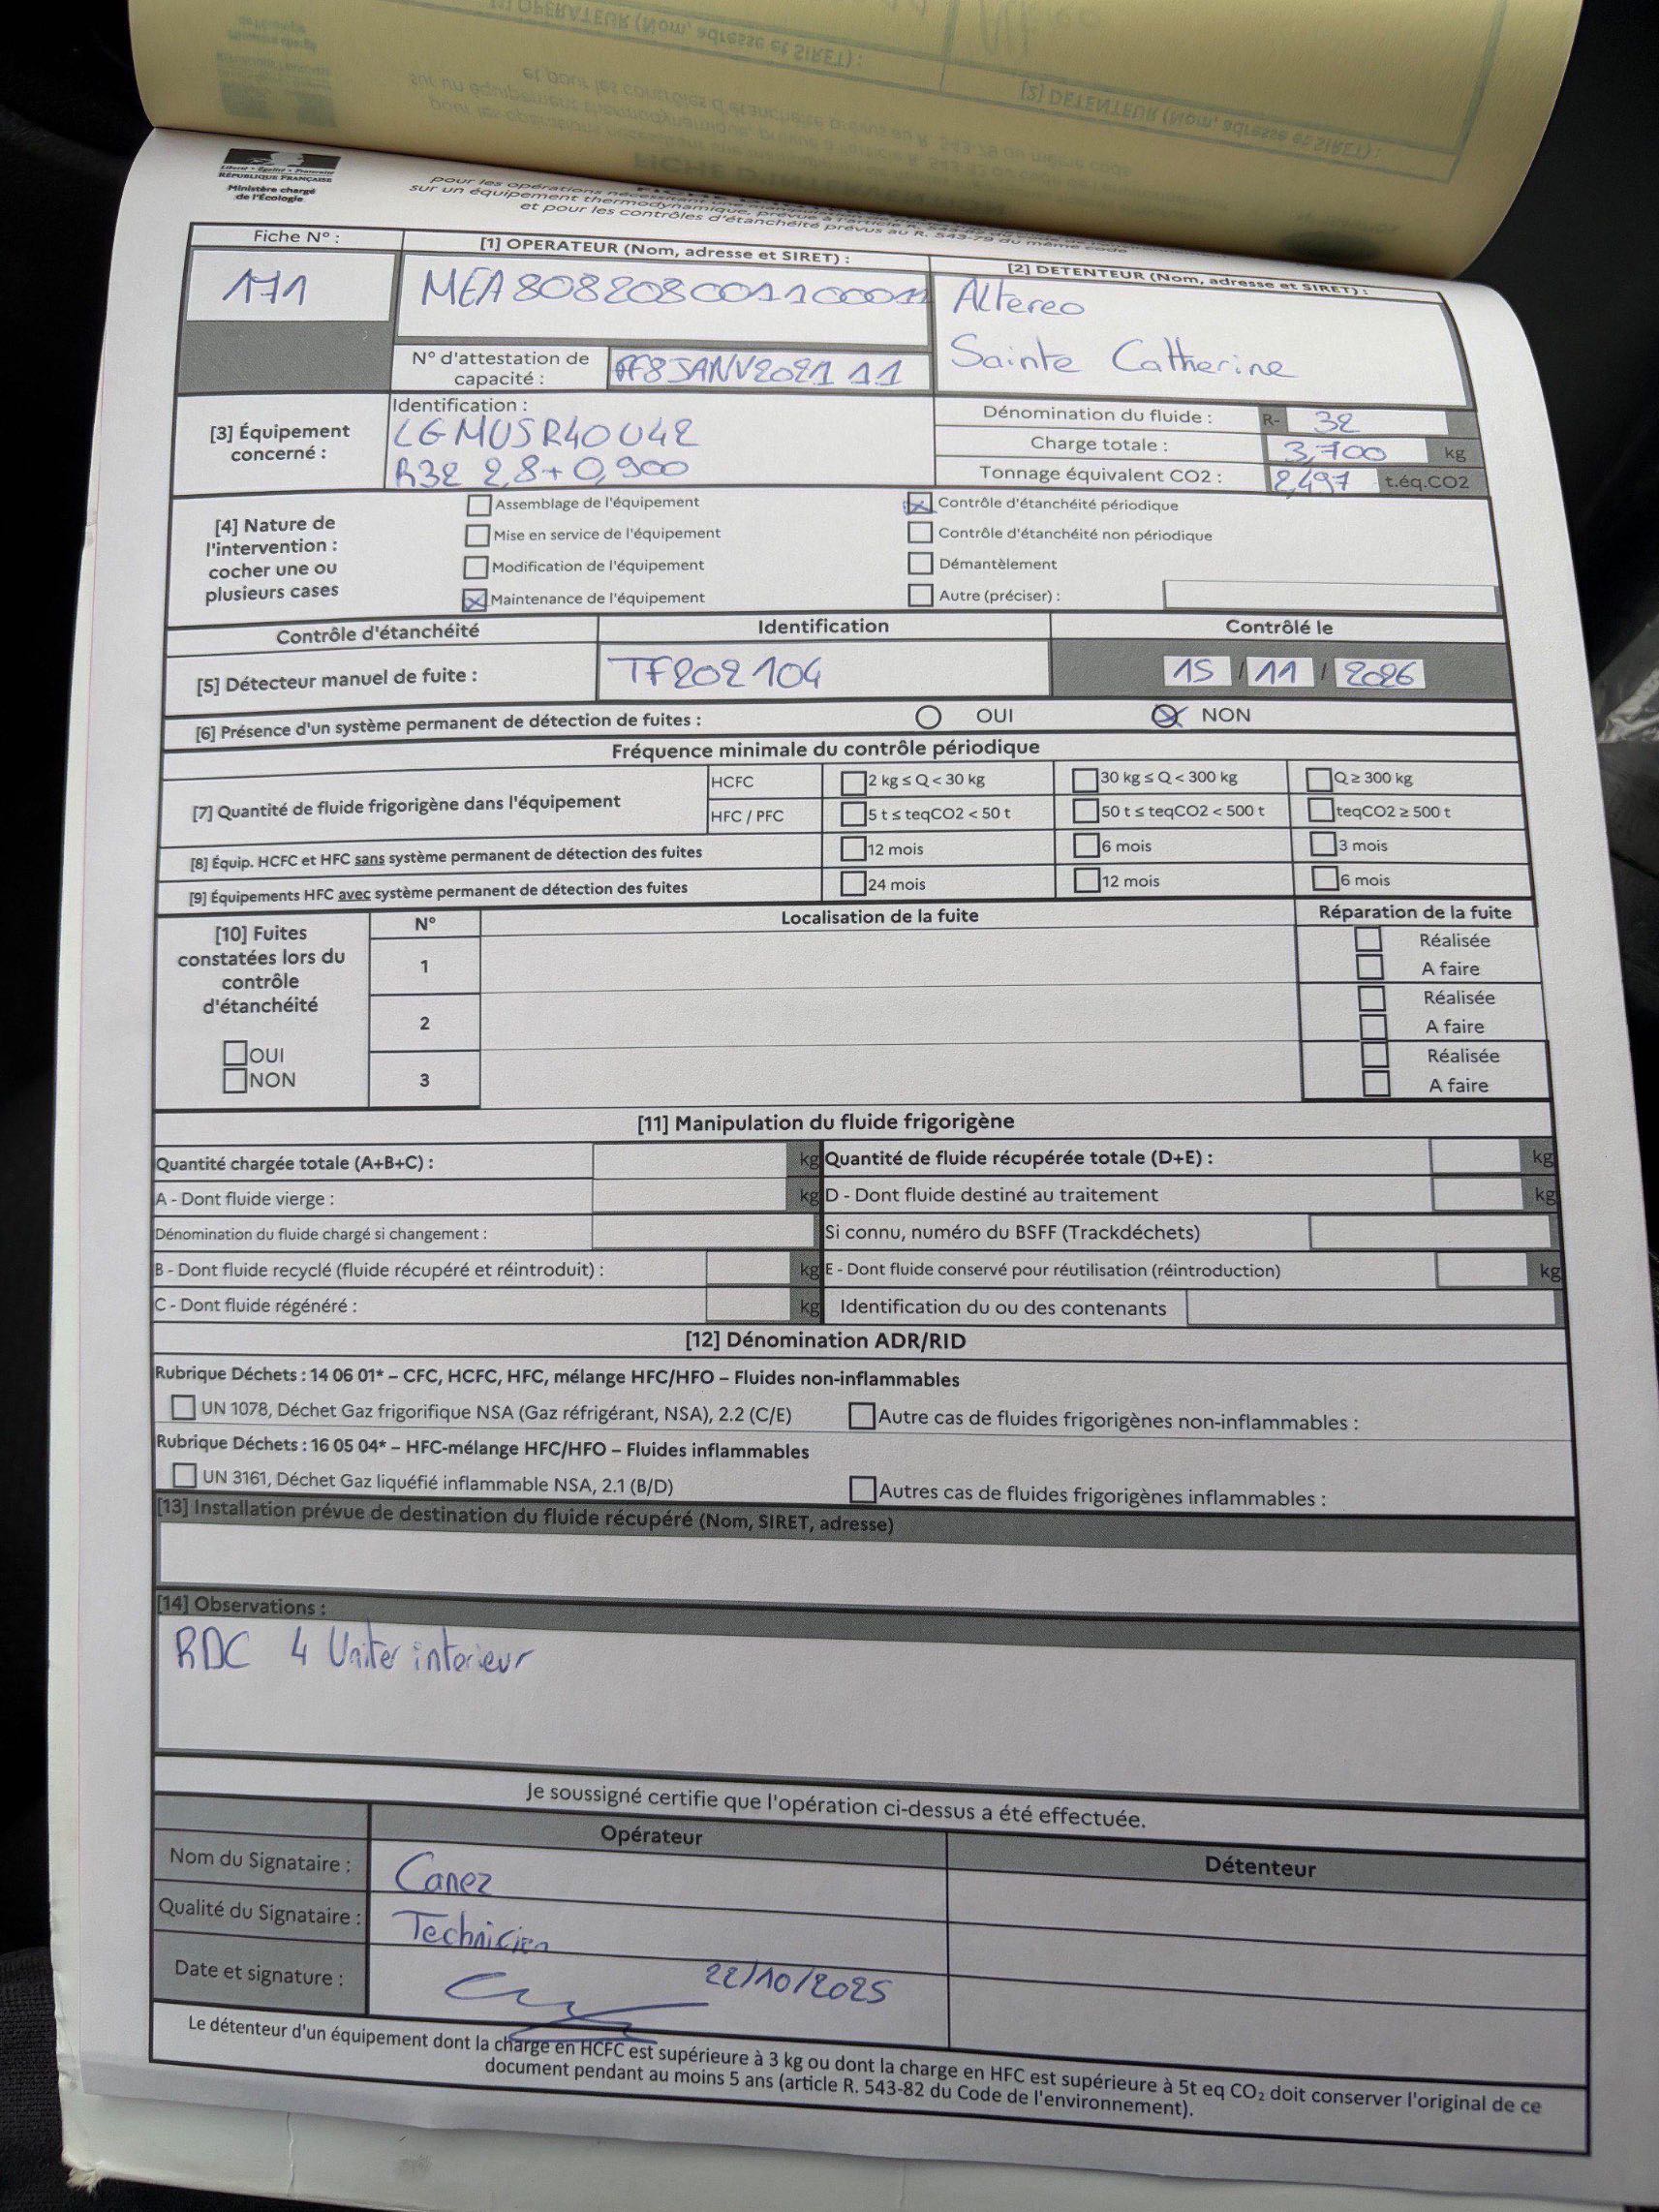 Liberté • Égalité • Fraternité
RÉPUBLIQUE FRANÇAISE
Ministère chargé
de l'Écologie
pour les opérations
sur un équipement thermodynamique, prévue à l'article R.
et pour les contrôles d'étanchéité prévus au R. 543-79 du même code
Fiche N° :
171
[1] OPERATEUR (Nom, adresse et SIRET) :
MEA 80820800110001
[2] DETENTEUR (Nom, adresse et SIRET) :
Altereo
Sainte Catherine
N° d'attestation de
capacité :
[3] Équipement
concerné :
Identification :
LG MU5R40 U42
R32 2,8+0,900
Dénomination du fluide :
R- 32
Charge totale :
3,700 kg
Tonnage équivalent CO2 :
2,497 t.éq.CO2
[4] Nature de
l'intervention :
cocher une ou
plusieurs cases
Assemblage de l'équipement
Mise en service de l'équipement
Modification de l'équipement
Maintenance de l'équipement
Contrôle d'étanchéité périodique
Contrôle d'étanchéité non périodique
Démantèlement
Autre (préciser) :
Contrôle d'étanchéité
Identification
Contrôlé le
[5] Détecteur manuel de fuite :
TF202104
15 / 11 / 2026
[6] Présence d'un système permanent de détection de fuites :
OUI
NON
Fréquence minimale du contrôle périodique
[7] Quantité de fluide frigorigène dans l'équipement
HCFC
2 kg ≤ Q < 30 kg
30 kg ≤ Q < 300 kg
Q ≥ 300 kg
HFC / PFC
5 t ≤ teqCO2 < 50 t
50 t ≤ teqCO2 < 500 t
teqCO2 ≥ 500 t
[8] Équip. HCFC et HFC sans système permanent de détection des fuites
12 mois
6 mois
3 mois
[9] Équipements HFC avec système permanent de détection des fuites
24 mois
12 mois
6 mois
[10] Fuites
constatées lors du
contrôle
d'étanchéité
OUI
NON
N°
Localisation de la fuite
Réparation de la fuite
1
Réalisée
A faire
2
Réalisée
A faire
3
Réalisée
A faire
[11] Manipulation du fluide frigorigène
Quantité chargée totale (A+B+C) :
kg
Quantité de fluide récupérée totale (D+E) :
kg
A - Dont fluide vierge :
kg
D - Dont fluide destiné au traitement
kg
Dénomination du fluide chargé si changement :
Si connu, numéro du BSFF (Trackdéchets)
B - Dont fluide recyclé (fluide récupéré et réintroduit) :
kg
E - Dont fluide conservé pour réutilisation (réintroduction)
kg
C - Dont fluide régénéré :
kg
Identification du ou des contenants
[12] Dénomination ADR/RID
Rubrique Déchets : 14 06 01* – CFC, HCFC, HFC, mélange HFC/HFO – Fluides non-inflammables
UN 1078, Déchet Gaz frigorifique NSA (Gaz réfrigérant, NSA), 2.2 (C/E)
Autre cas de fluides frigorigènes non-inflammables :
Rubrique Déchets : 16 05 04* – HFC-mélange HFC/HFO – Fluides inflammables
UN 3161, Déchet Gaz liquéfié inflammable NSA, 2.1 (B/D)
Autres cas de fluides frigorigènes inflammables :
[13] Installation prévue de destination du fluide récupéré (Nom, SIRET, adresse)
[14] Observations :
RDC 4 Uniter interieur
Je soussigné certifie que l'opération ci-dessus a été effectuée.
Opérateur
Détenteur
Nom du Signataire :
Canez
Qualité du Signataire :
Technicien
Date et signature :
22/10/2025
Le détenteur d'un équipement dont la charge en HCFC est supérieure à 3 kg ou dont la charge en HFC est supérieure à 5t eq CO₂ doit conserver l'original de ce
document pendant au moins 5 ans (article R. 543-82 du Code de l'environnement).